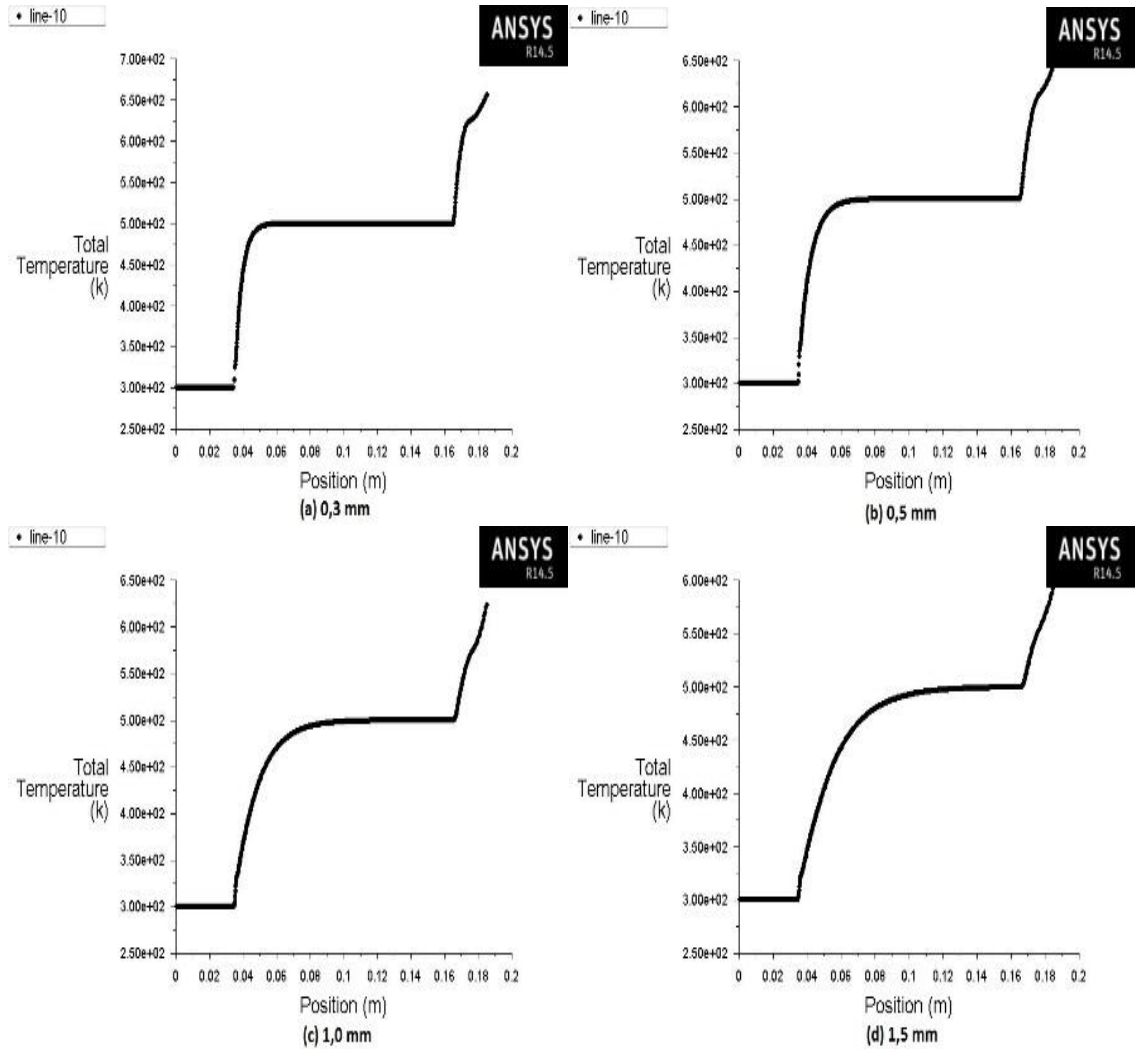 line-10
ANSYS
R14.5
7.00e+02
6.50e+02
6.00e+02
5.50e+02
5.00e+02
4.50e+02
4.00e+02
3.50e+02
3.00e+02
2.50e+02
Total
Temperature
(k)
0 0.02 0.04 0.06 0.08 0.1 0.12 0.14 0.16 0.18 0.2
Position (m)
(a) 0,3 mm
ANSYS
R14.5
6.50e+02
6.00e+02
5.50e+02
5.00e+02
4.50e+02
4.00e+02
3.50e+02
3.00e+02
2.50e+02
Total
Temperature
(k)
0 0.02 0.04 0.06 0.08 0.1 0.12 0.14 0.16 0.18 0.2
Position (m)
(b) 0,5 mm
line-10
line-10
ANSYS
R14.5
6.50e+02
6.00e+02
5.50e+02
5.00e+02
4.50e+02
4.00e+02
3.50e+02
3.00e+02
2.50e+02
Total
Temperature
(k)
0 0.02 0.04 0.06 0.08 0.1 0.12 0.14 0.16 0.18 0.2
Position (m)
(c) 1,0 mm
line-10
ANSYS
R14.5
6.00e+02
5.50e+02
5.00e+02
4.50e+02
4.00e+02
3.50e+02
3.00e+02
2.50e+02
Total
Temperature
(k)
0 0.02 0.04 0.06 0.08 0.1 0.12 0.14 0.16 0.18 0.2
Position (m)
(d) 1,5 mm